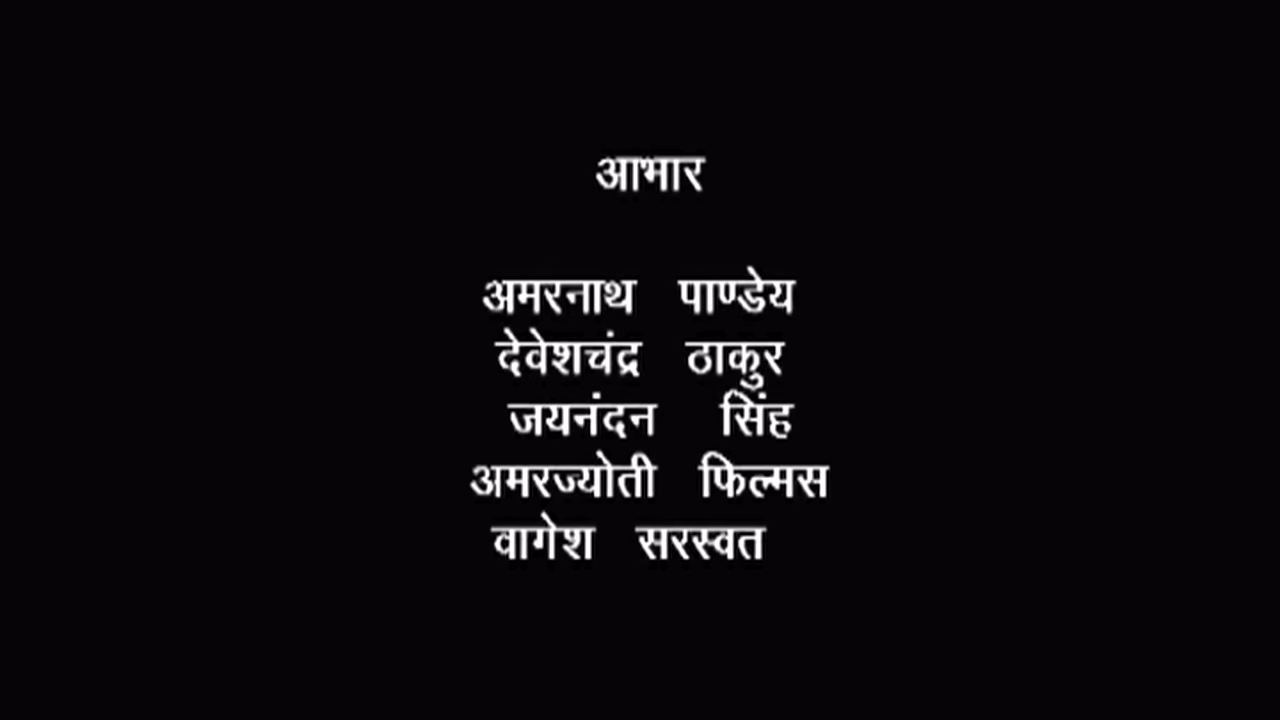 आभार
अमरनाथ पाण्डेय
देवेशचंद्र ठाकुर
जयनंदन सिंह
अमरज्योती फिल्मस
वागेश सरस्वत